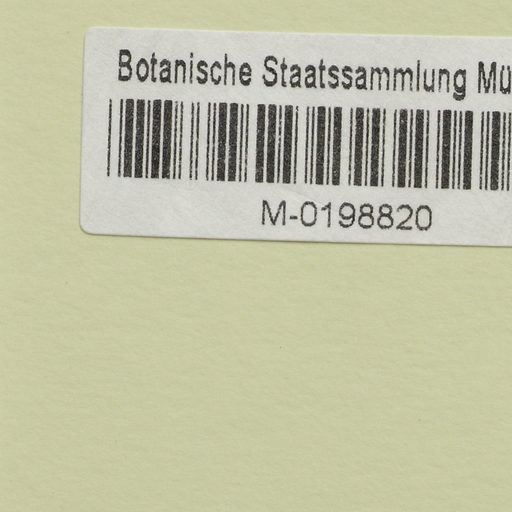 Botanische Staatssammlung Mü
M-0198820